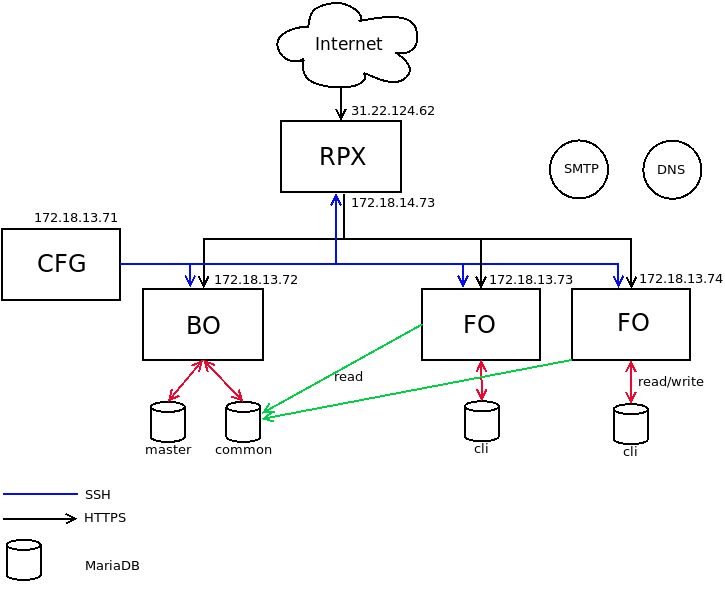 Internet
31.22.124.62
RPX
SMTP
DNS
172.18.14.73
172.18.13.71
CFG
172.18.13.72
172.18.13.73
172.18.13.74
BO
FO
FO
read
read/write
master
common
cli
cli
SSH
HTTPS
MariaDB